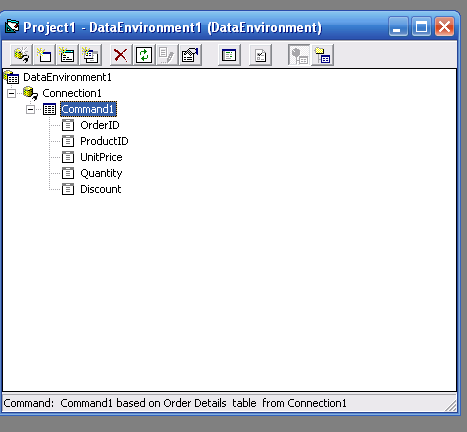 Project1 - DataEnvironment1 (DataEnvironment)
DataEnvironment1
Connection1
Command1
OrderID
ProductID
UnitPrice
Quantity
Discount
Command: Command1 based on Order Details table from Connection1